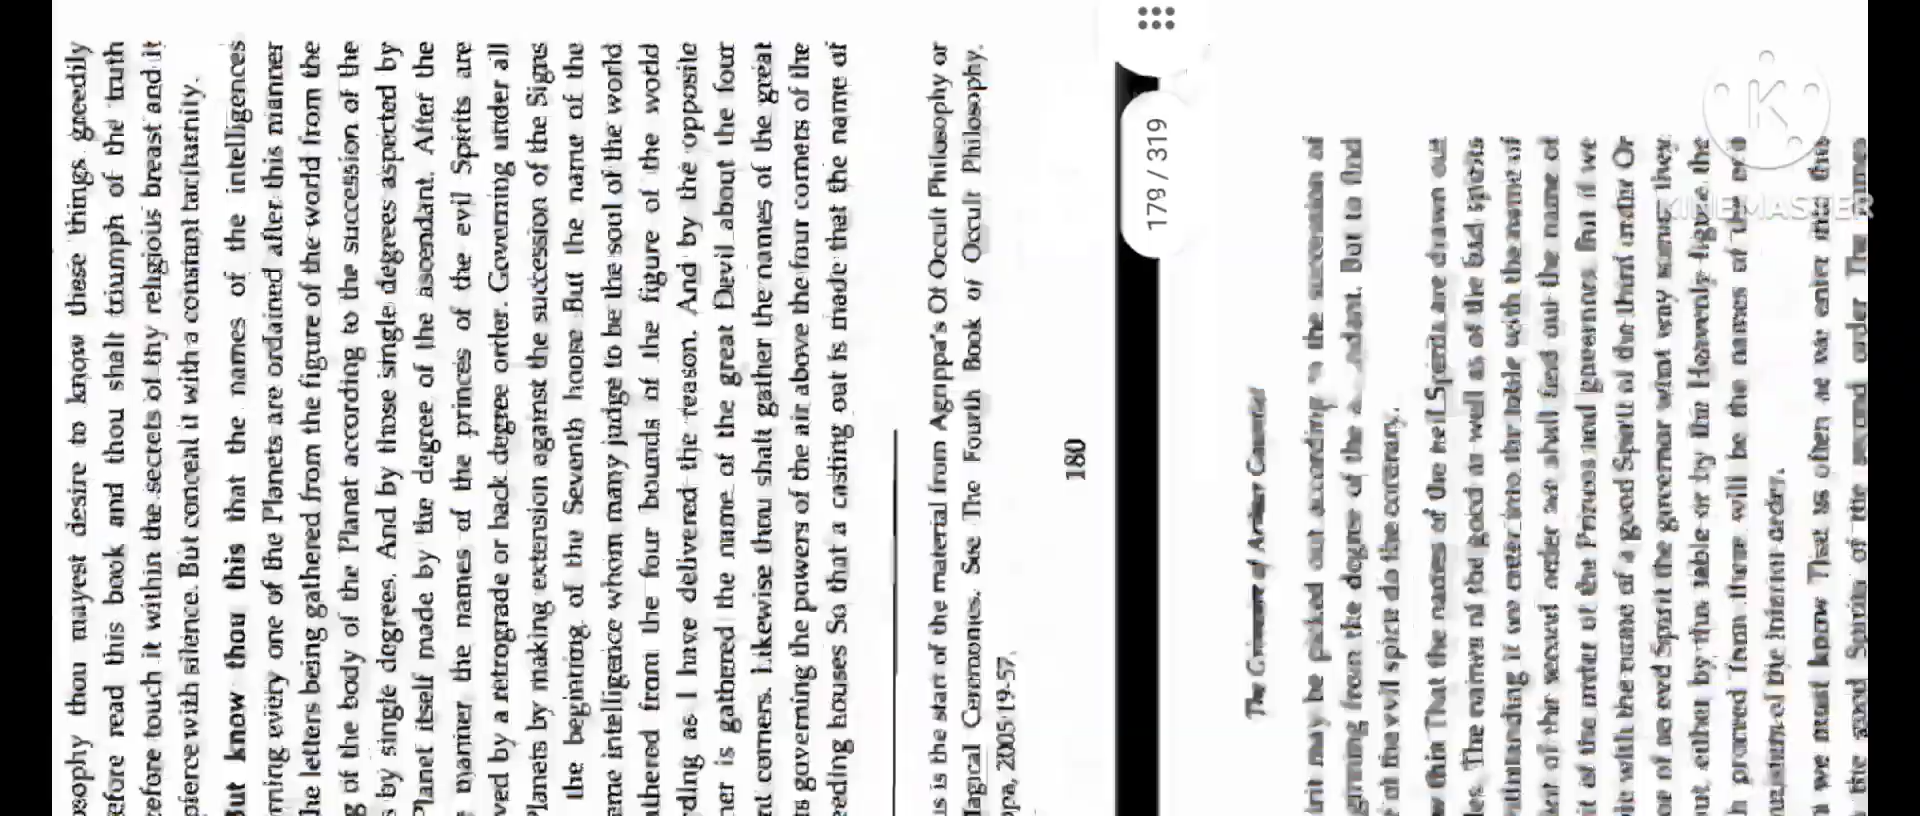 osophy thou mayest desire to know these things greedily
efore read this book and thou shalt triumph of the truth
efore touch it within the secrets of thy religious breast and it
pierce with silence. But conceal it with a constant taciturnity.
But know thou this that the names of the intelligences
rning every one of the Planets are ordained after this manner
he letters being gathered from the figure of the world from the
g of the body of the Planet according to the succession of the
s by single degrees. And by those single degrees aspected by
Planet itself made by the degree of the ascendant. After the
manner the names of the princes of the evil Spirits are
ved by a retrograde or back degree order. Governing under all
Planets by making extension against the succession of the Signs
the beginning of the Seventh house But the name of the
eme intelligence whom many judge to be the soul of the world
athered from the four bounds of the figure of the world
rding as I have delivered the reason. And by the opposite
ner is gathered the name of the great Devil about the four
nt corners. Likewise thou shalt gather the names of the great
ts governing the powers of the air above the four corners of the
eeding houses So that a casting out is made that the name of
is is the start of the material from Agrippa's Of Occult Philosophy or
Magical Ceremonies. See The Fourth Book of Occult Philosophy.
ppa, 2005:19-57.
180
179 / 319
K
KINEMASTER
The Grimoire of Arthur Gauntlet
irit may be picked out according to the succession of
ginning from the degree of the But to find
of the evil spirit do the contrary.
this That the names of the Spirits are drawn out
les. The names of the good as well as of the bad spirits
if we enter into the table with the name of
of the second order we shall find out the name of
it of the order of the Princes and governors. But if we
with the name of a good Spirit of them under Or
of an evil Spirit the governor what way soever they
out, either by this table or by the Heavenly figure, the
proceed from them will be the names of the
of the inferior order.
we must know That as often as we enter into this
the good Spirits of the second order The names